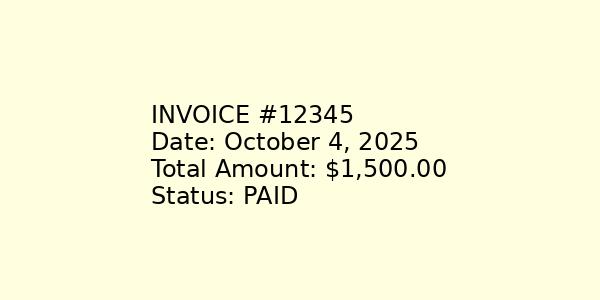 INVOICE #12345
Date: October 4, 2025
Total Amount: $1,500.00
Status: PAID